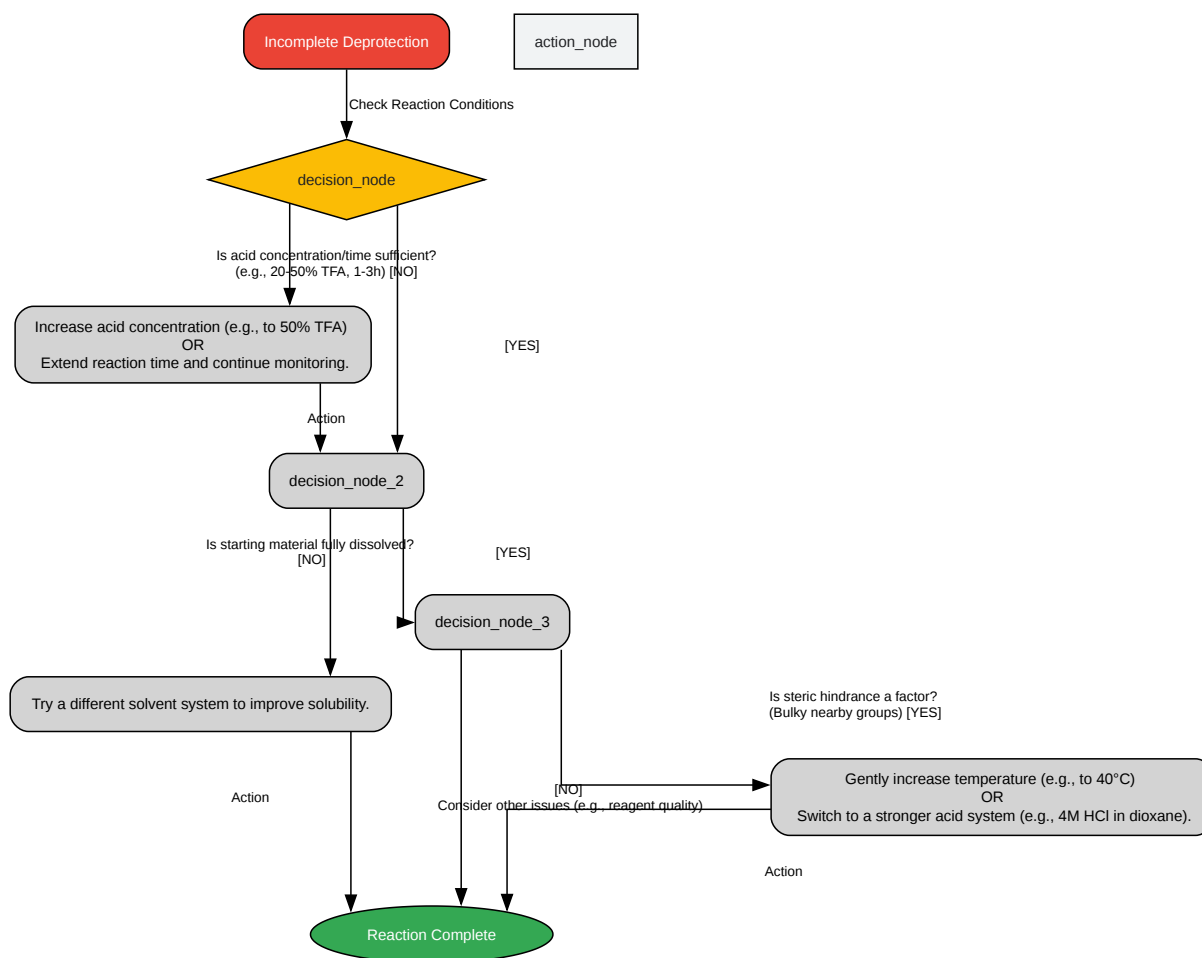 Incomplete Deprotection
action_node
Check Reaction Conditions
decision_node
Is acid concentration/time sufficient?
(e.g., 20-50% TFA, 1-3h) [NO]
Increase acid concentration (e.g., to 50% TFA)
OR
Extend reaction time and continue monitoring.
[YES]
Action
decision_node_2
Is starting material fully dissolved?
[NO]
[YES]
decision_node_3
Try a different solvent system to improve solubility.
Is steric hindrance a factor?
(Bulky nearby groups) [YES]
Gently increase temperature (e.g., to 40°C)
OR
Switch to a stronger acid system (e.g., 4M HCl in dioxane).
Action
[NO]
Consider other issues (e.g., reagent quality)
Action
Reaction Complete